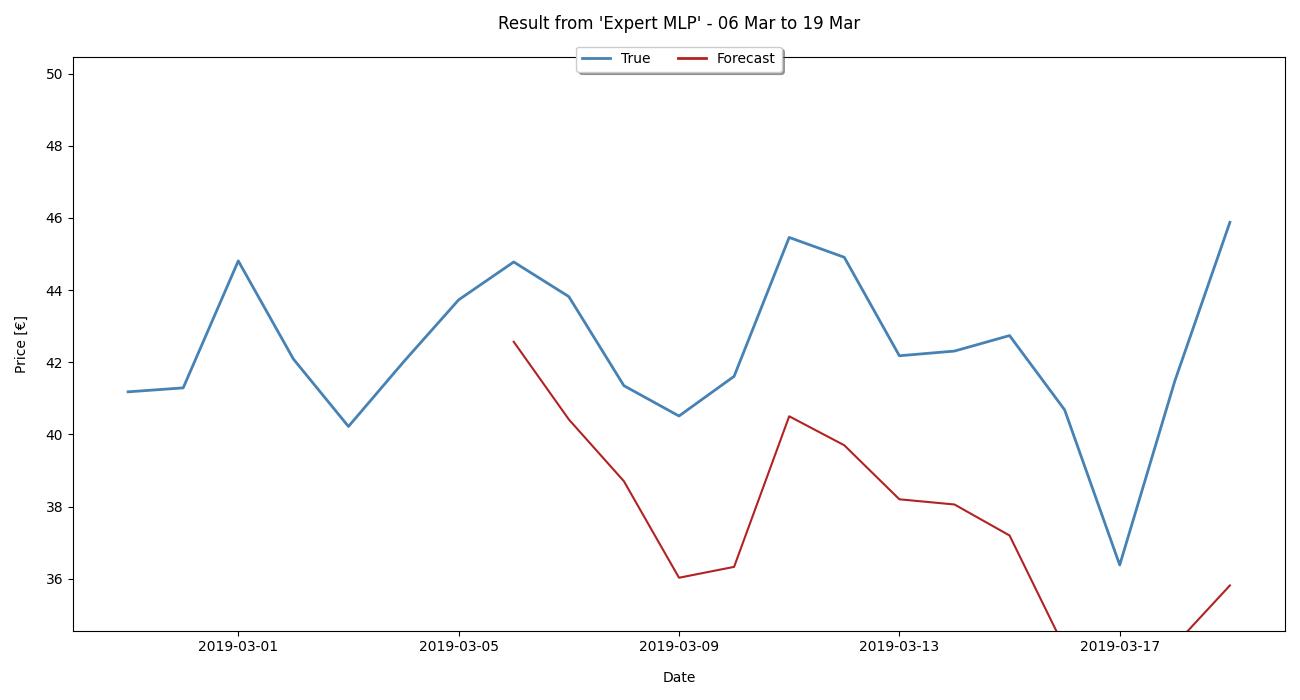 Result from 'Expert MLP' - 06 Mar to 19 Mar
True Forecast
50
48
46
44
42
40
38
36
Price [€]
2019-03-01 2019-03-05 2019-03-09 2019-03-13 2019-03-17
Date